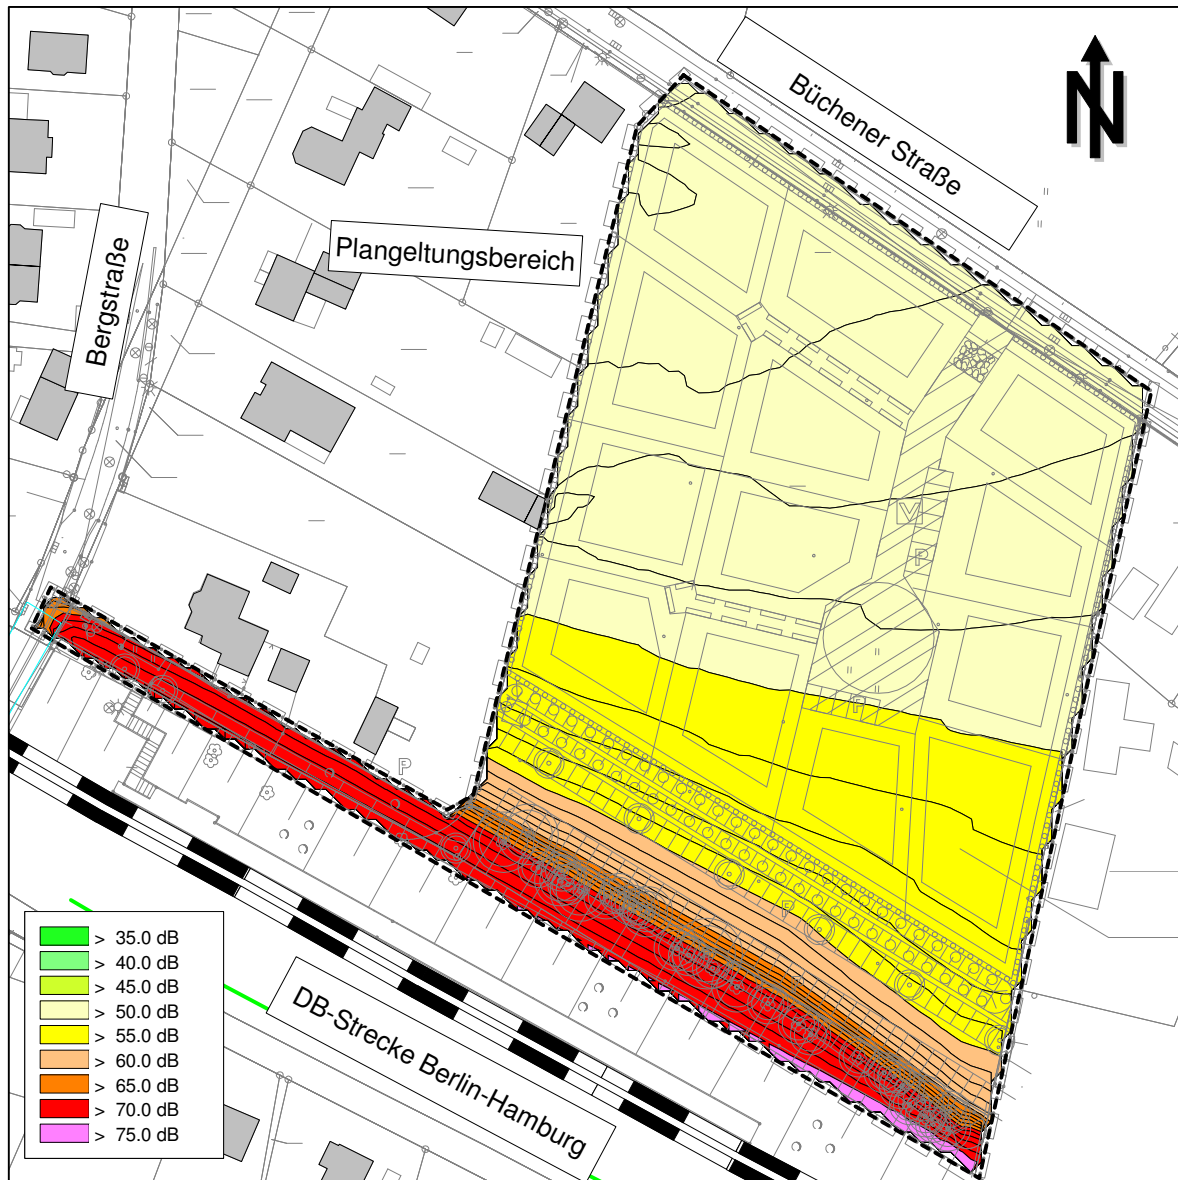 Büchener Straße
N
Plangeltungsbereich
Bergstraße
V
P
P
P
P
DB-Strecke Berlin-Hamburg
> 35.0 dB
> 40.0 dB
> 45.0 dB
> 50.0 dB
> 55.0 dB
> 60.0 dB
> 65.0 dB
> 70.0 dB
> 75.0 dB